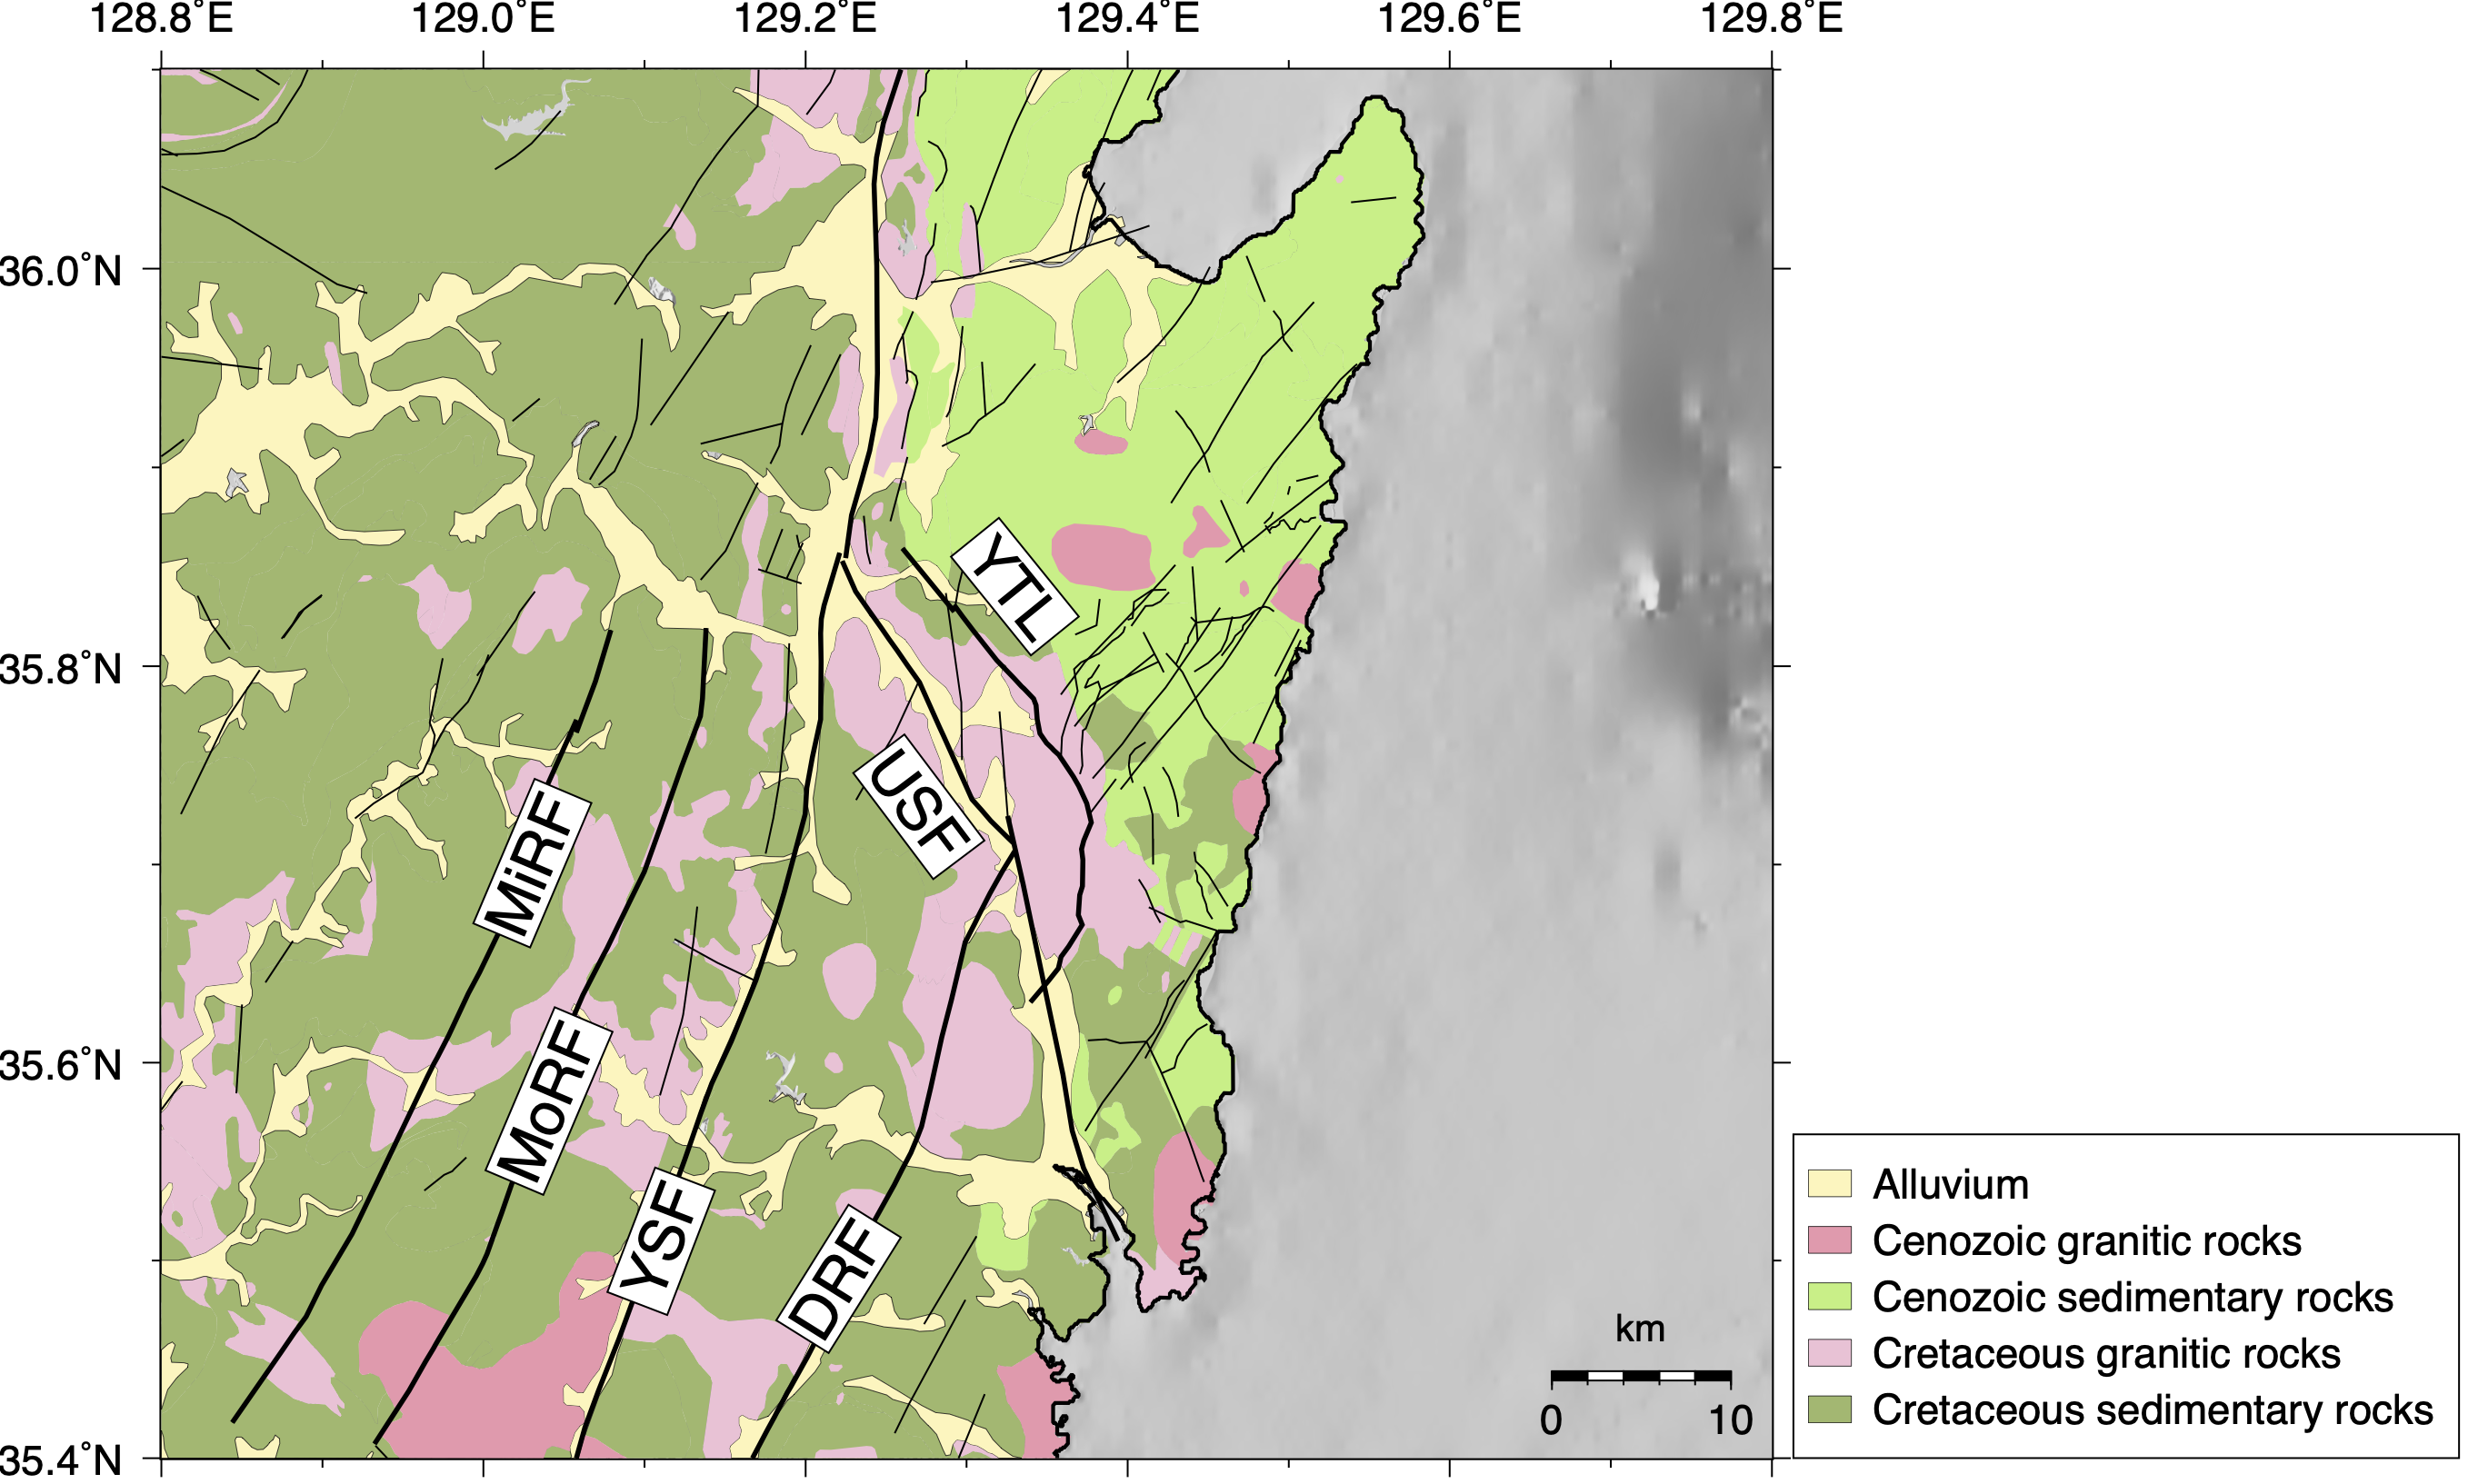 128.8°E 129.0°E 129.2°E 129.4°E 129.6°E 129.8°E
36.0°N
YTL
35.8°N
USF
MiRF
35.6°N
MoRF
YSF
DRF
Alluvium
Cenozoic granitic rocks
Cenozoic sedimentary rocks
Cretaceous granitic rocks
Cretaceous sedimentary rocks
km
0 10
35.4°N